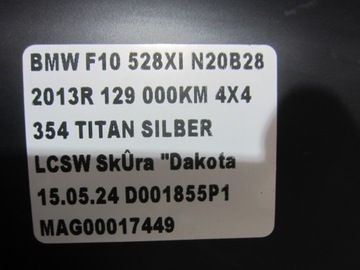 BMW F10 528XI N20B28
2013R 129 000KM 4X4
354 TITAN SILBER
LCSW SkÛra "Dakota
15.05.24 D001855P1
MAG00017449